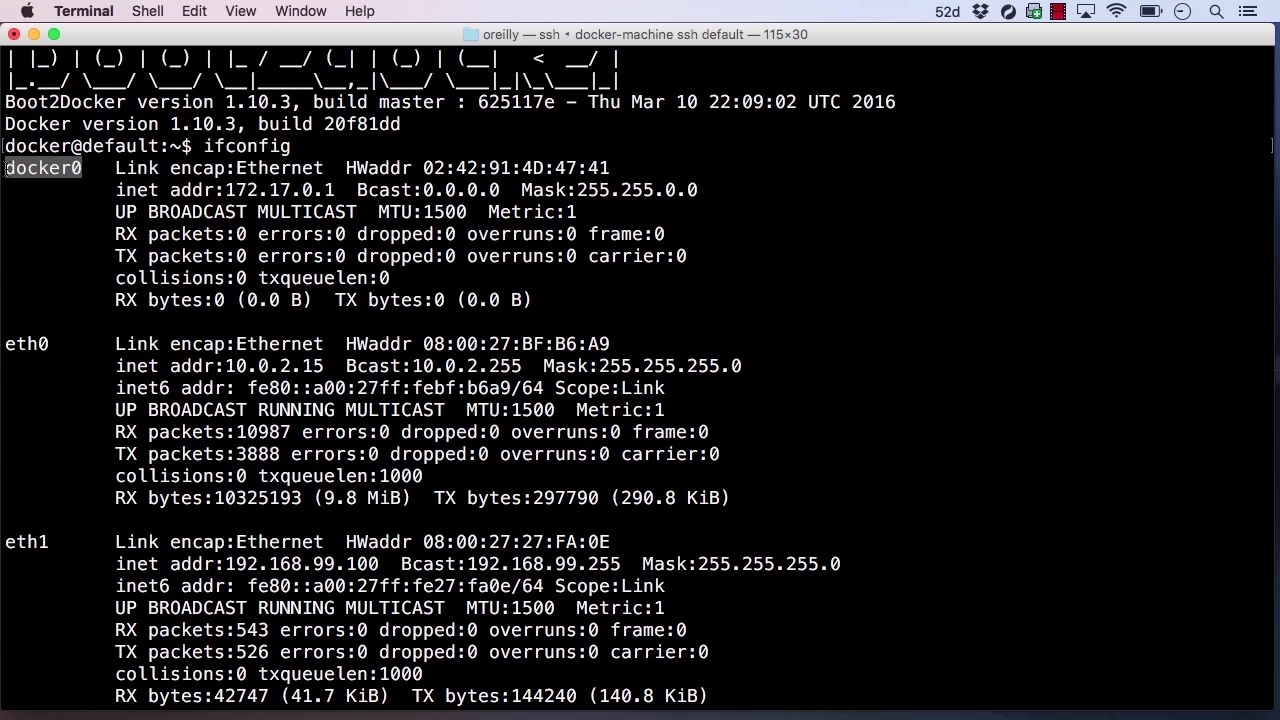 Terminal Shell Edit View Window Help 52d
oreilly — ssh ‹ docker-machine ssh default — 115×30
| |_) | (_) | (_) | |_ / __/ (_| | (_) | (__|   <  __/ |
|_.__/ \___/ \___/ \__|_____\__,_|\___/ \___|_|\_\___|_|
Boot2Docker version 1.10.3, build master : 625117e - Thu Mar 10 22:09:02 UTC 2016
Docker version 1.10.3, build 20f81dd
docker@default:~$ ifconfig
docker0   Link encap:Ethernet  HWaddr 02:42:91:4D:47:41
inet addr:172.17.0.1  Bcast:0.0.0.0  Mask:255.255.0.0
UP BROADCAST MULTICAST  MTU:1500  Metric:1
RX packets:0 errors:0 dropped:0 overruns:0 frame:0
TX packets:0 errors:0 dropped:0 overruns:0 carrier:0
collisions:0 txqueuelen:0
RX bytes:0 (0.0 B)  TX bytes:0 (0.0 B)
eth0      Link encap:Ethernet  HWaddr 08:00:27:BF:B6:A9
inet addr:10.0.2.15  Bcast:10.0.2.255  Mask:255.255.255.0
inet6 addr: fe80::a00:27ff:febf:b6a9/64 Scope:Link
UP BROADCAST RUNNING MULTICAST  MTU:1500  Metric:1
RX packets:10987 errors:0 dropped:0 overruns:0 frame:0
TX packets:3888 errors:0 dropped:0 overruns:0 carrier:0
collisions:0 txqueuelen:1000
RX bytes:10325193 (9.8 MiB)  TX bytes:297790 (290.8 KiB)
eth1      Link encap:Ethernet  HWaddr 08:00:27:27:FA:0E
inet addr:192.168.99.100  Bcast:192.168.99.255  Mask:255.255.255.0
inet6 addr: fe80::a00:27ff:fe27:fa0e/64 Scope:Link
UP BROADCAST RUNNING MULTICAST  MTU:1500  Metric:1
RX packets:543 errors:0 dropped:0 overruns:0 frame:0
TX packets:526 errors:0 dropped:0 overruns:0 carrier:0
collisions:0 txqueuelen:1000
RX bytes:42747 (41.7 KiB)  TX bytes:144240 (140.8 KiB)